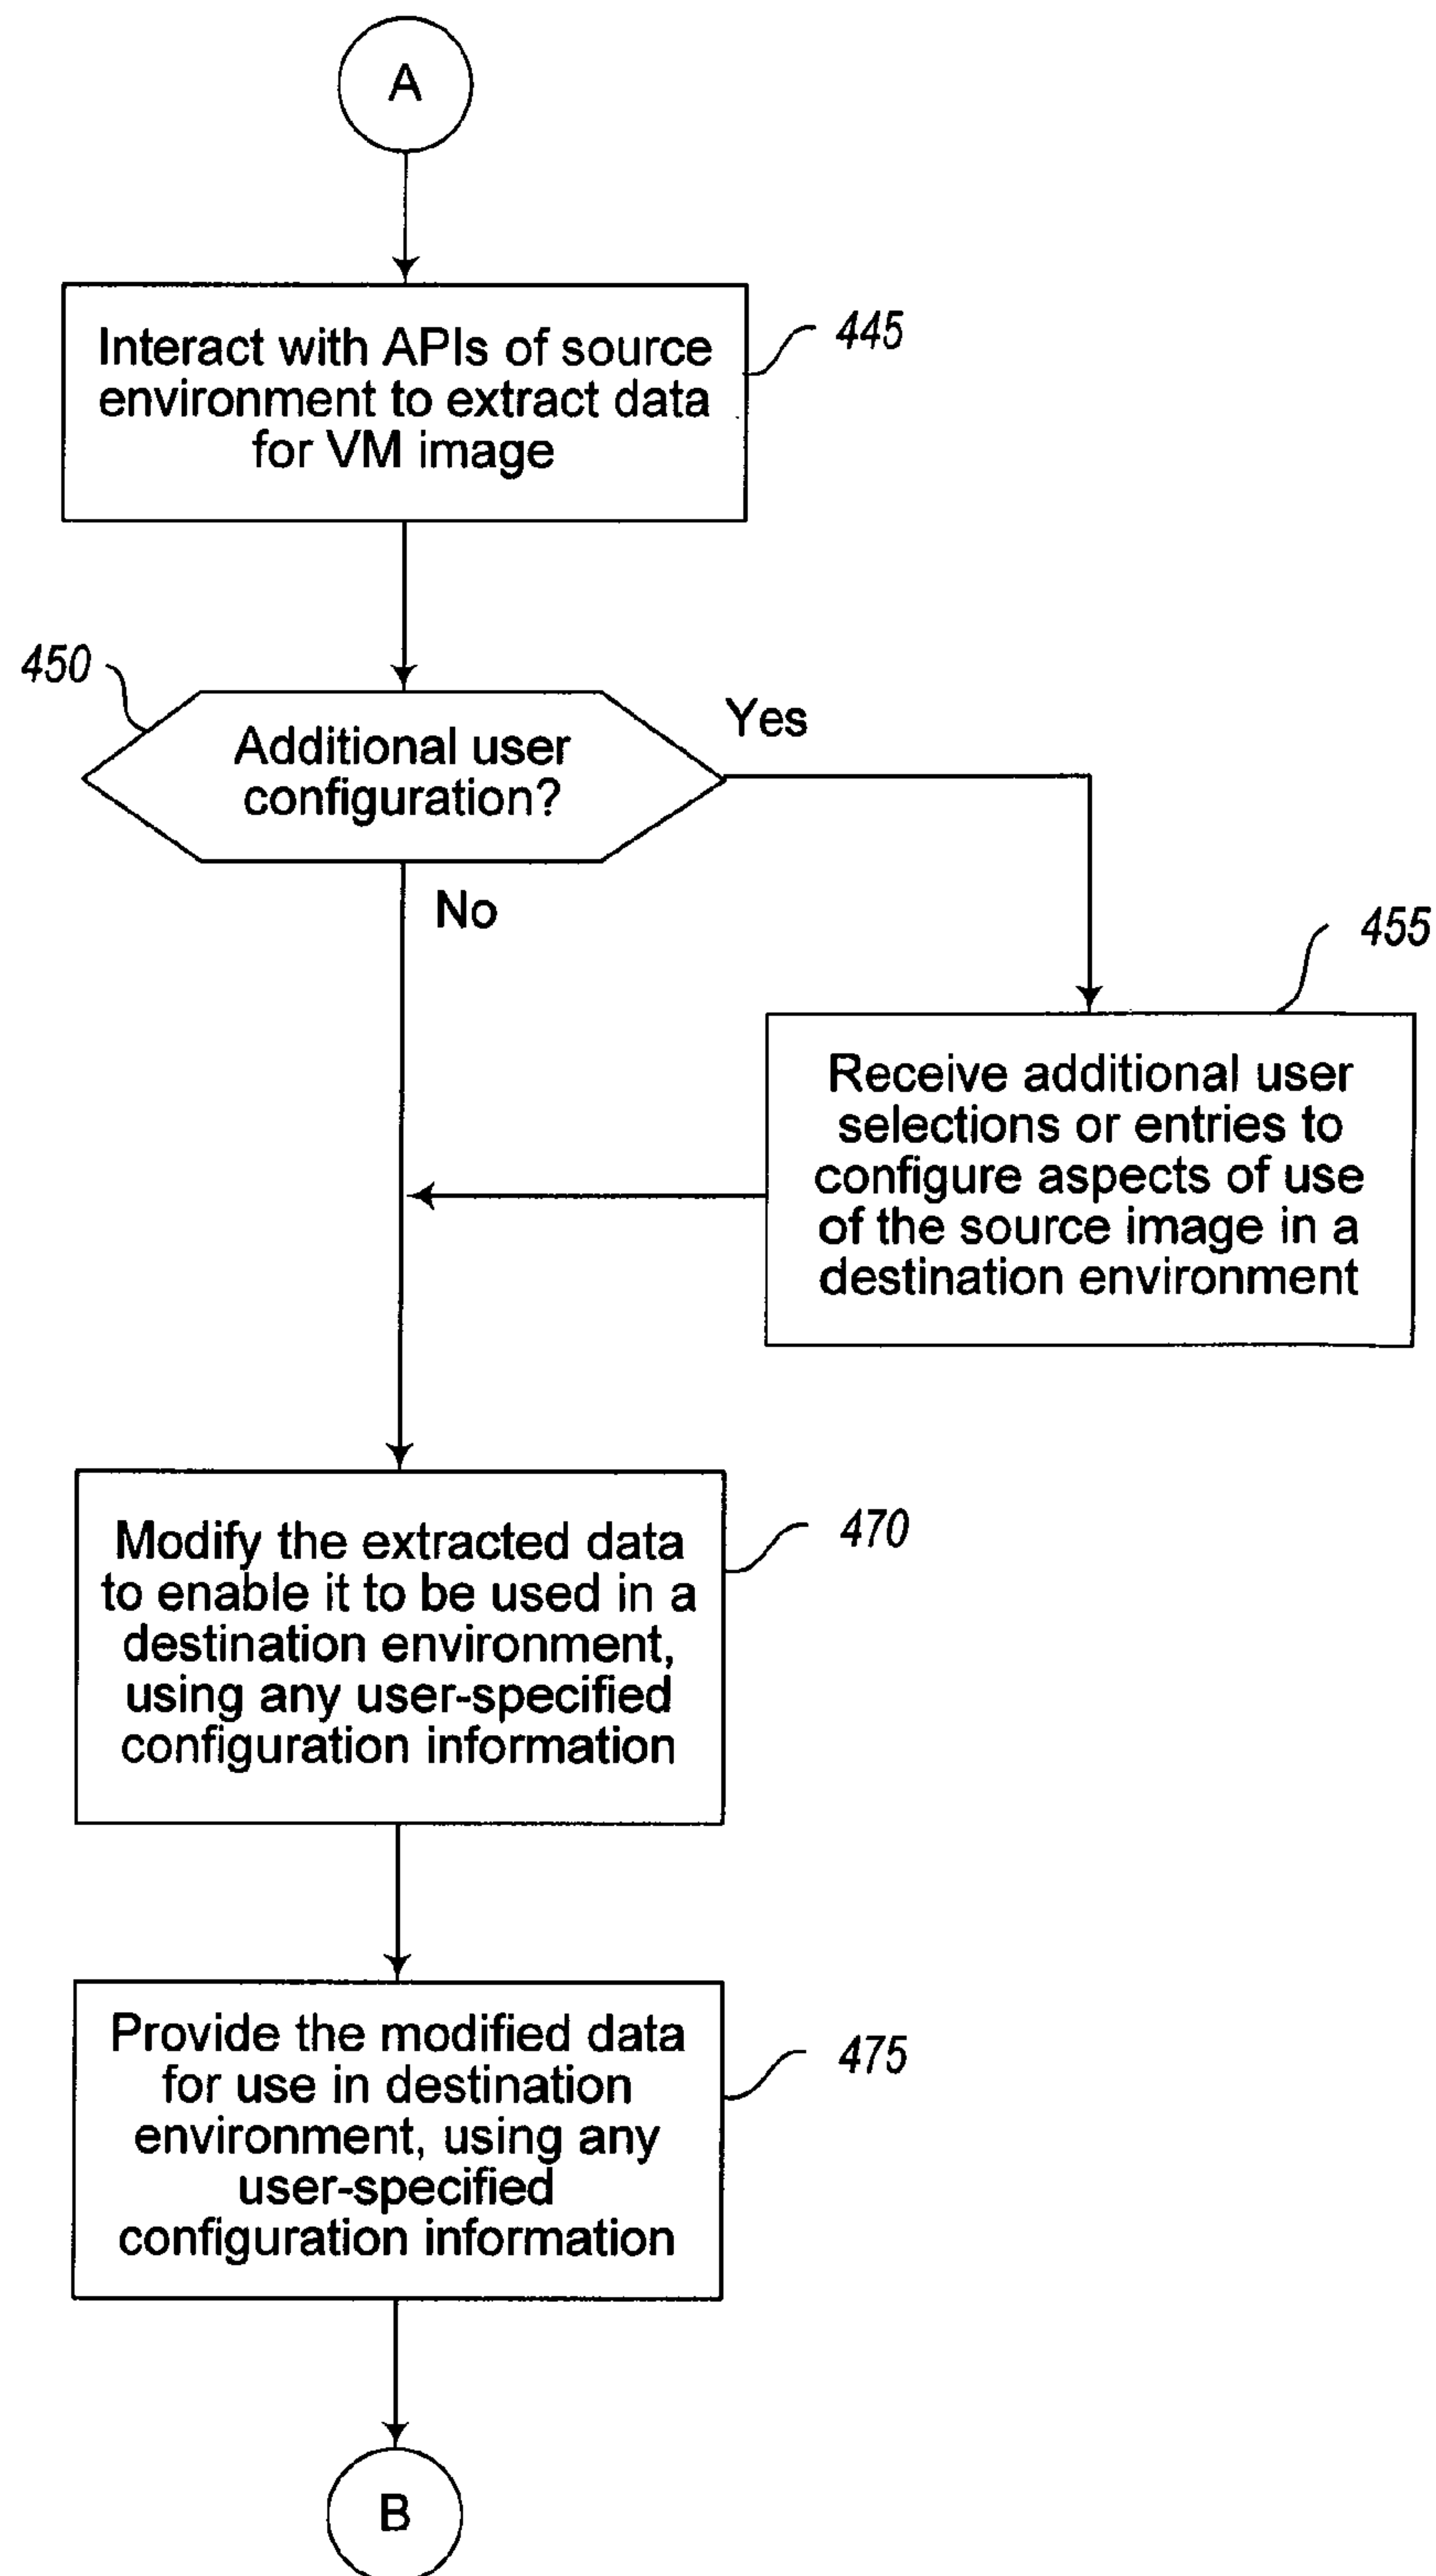 A
Interact with APIs of source
environment to extract data
for VM image
445
450
Additional user
configuration?
Yes
No
455
Receive additional user
selections or entries to
configure aspects of use
of the source image in a
destination environment
Modify the extracted data
to enable it to be used in a
destination environment,
using any user-specified
configuration information
470
Provide the modified data
for use in destination
environment, using any
user-specified
configuration information
475
B